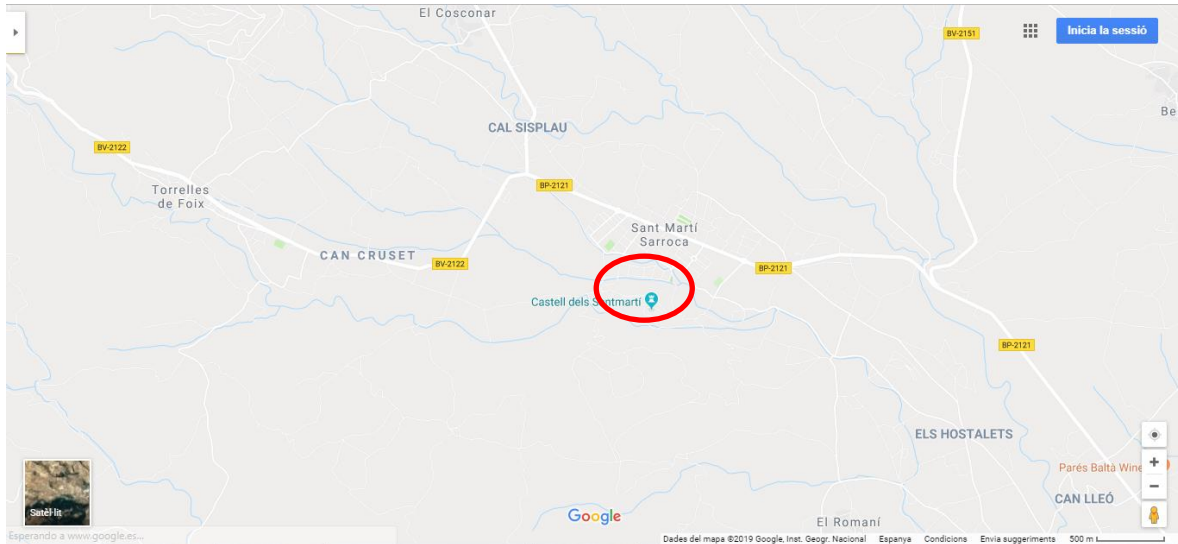 El Cosconar
BV-2151
Inicia la sessió
Be
CAL SISPLAU
BV-2122
BP-2121
Torrelles
de Foix
Sant Martí
Sarroca
CAN CRUSET
BV-2122
BP-2121
Castell dels Santmartí
BP-2121
ELS HOSTALETS
Parés Baltà Wine
CAN LLEÓ
Satèl·lit
Google
El Romaní
Esperando a www.google.es...
Dades del mapa ©2019 Google, Inst. Geogr. Nacional Espanya Condicions Envia suggeriments 500 m